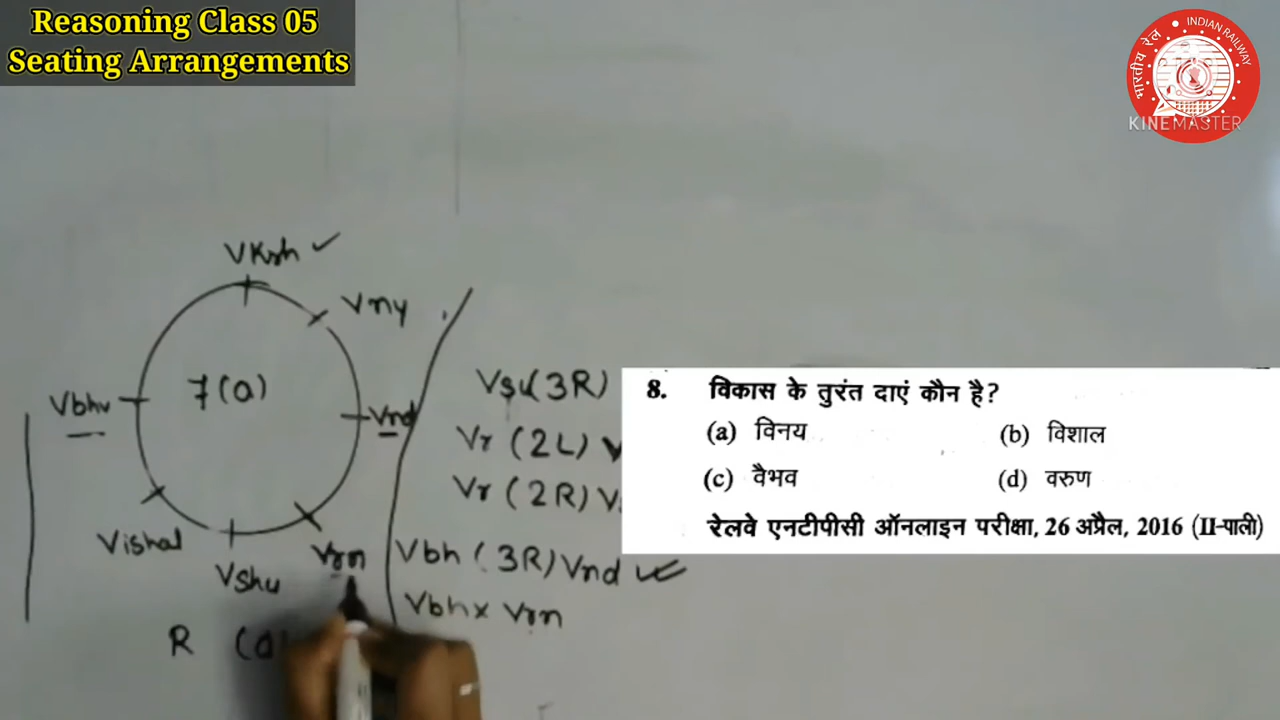 Reasoning Class 05
Seating Arrangements
भारतीय रेल
INDIAN RAILWAY
KINEMASTER
Vksh ✓
Vny
7(a)
Vbhv
Vnd
Vishal
Vshu
Vrn
R (a
Vsu(3R)
Vr (2L) V
Vr (2R) V
Vbh (3R) Vnd ✓
Vbh x Vrn
8. विकास के तुरंत दाएं कौन है?
(a) विनय (b) विशाल
(c) वैभव (d) वरुण
रेलवे एनटीपीसी ऑनलाइन परीक्षा, 26 अप्रैल, 2016 (II-पाली)